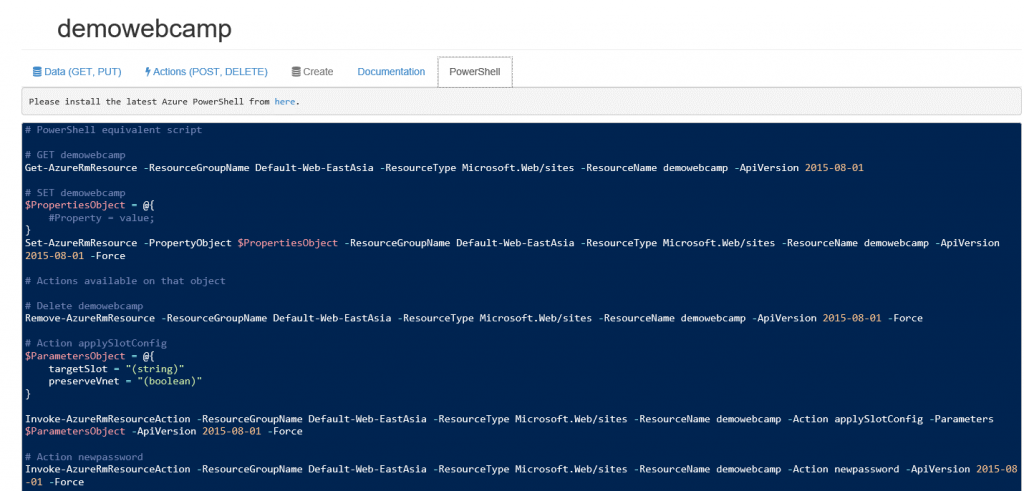 demowebcamp
Data (GET, PUT) Actions (POST, DELETE) Create Documentation PowerShell
Please install the latest Azure PowerShell from here.
# PowerShell equivalent script
# GET demowebcamp
Get-AzureRmResource -ResourceGroupName Default-Web-EastAsia -ResourceType Microsoft.Web/sites -ResourceName demowebcamp -ApiVersion 2015-08-01
# SET demowebcamp
$PropertiesObject = @{
#Property = value;
}
Set-AzureRmResource -PropertyObject $PropertiesObject -ResourceGroupName Default-Web-EastAsia -ResourceType Microsoft.Web/sites -ResourceName demowebcamp -ApiVersion
2015-08-01 -Force
# Actions available on that object
# Delete demowebcamp
Remove-AzureRmResource -ResourceGroupName Default-Web-EastAsia -ResourceType Microsoft.Web/sites -ResourceName demowebcamp -ApiVersion 2015-08-01 -Force
# Action applySlotConfig
$ParametersObject = @{
targetSlot = "(string)"
preserveVnet = "(boolean)"
}
Invoke-AzureRmResourceAction -ResourceGroupName Default-Web-EastAsia -ResourceType Microsoft.Web/sites -ResourceName demowebcamp -Action applySlotConfig -Parameters
$ParametersObject -ApiVersion 2015-08-01 -Force
# Action newpassword
Invoke-AzureRmResourceAction -ResourceGroupName Default-Web-EastAsia -ResourceType Microsoft.Web/sites -ResourceName demowebcamp -Action newpassword -ApiVersion 2015-08
-01 -Force